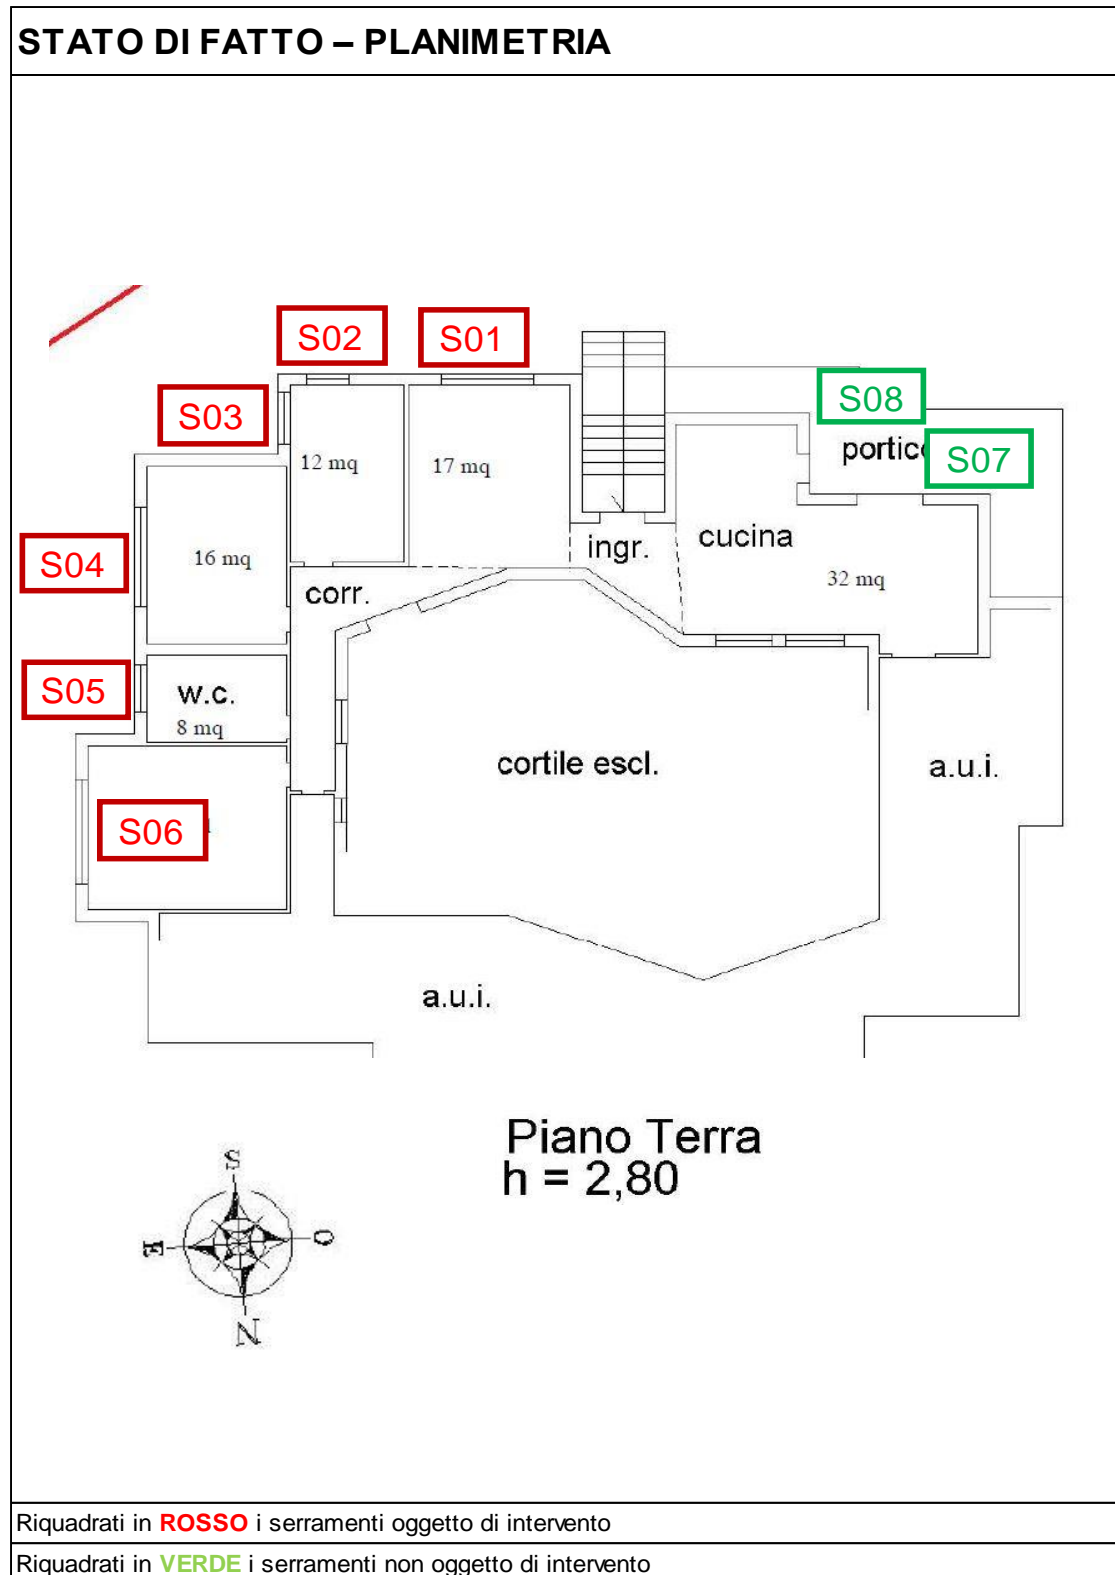 STATO DI FATTO – PLANIMETRIA
S02
S01
S03
S08
portico
S07
12 mq
17 mq
cucina
ingr.
S04
16 mq
32 mq
corr.
S05
w.c.
8 mq
cortile escl.
a.u.i.
S06
a.u.i.
Piano Terra
h = 2,80
S
E
O
N
Riquadrati in ROSSO i serramenti oggetto di intervento
Riquadrati in VERDE i serramenti non oggetto di intervento